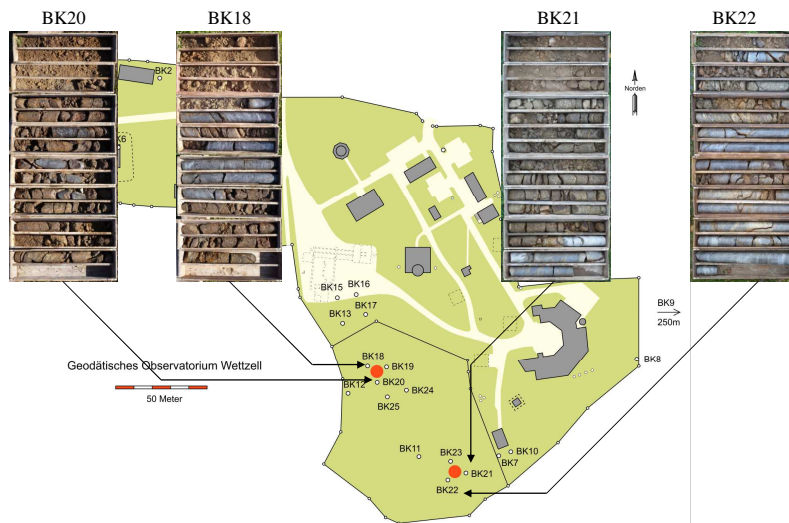 BK20 BK18 BK21 BK22
BK2
Norden
K6
BK15 BK16
BK17
BK13
BK9
250m
BK18
BK19
BK8
Geodätisches Observatorium Wettzell
BK20
BK12
BK24
50 Meter
BK25
BK11
BK23
BK10
BK7
BK21
BK22